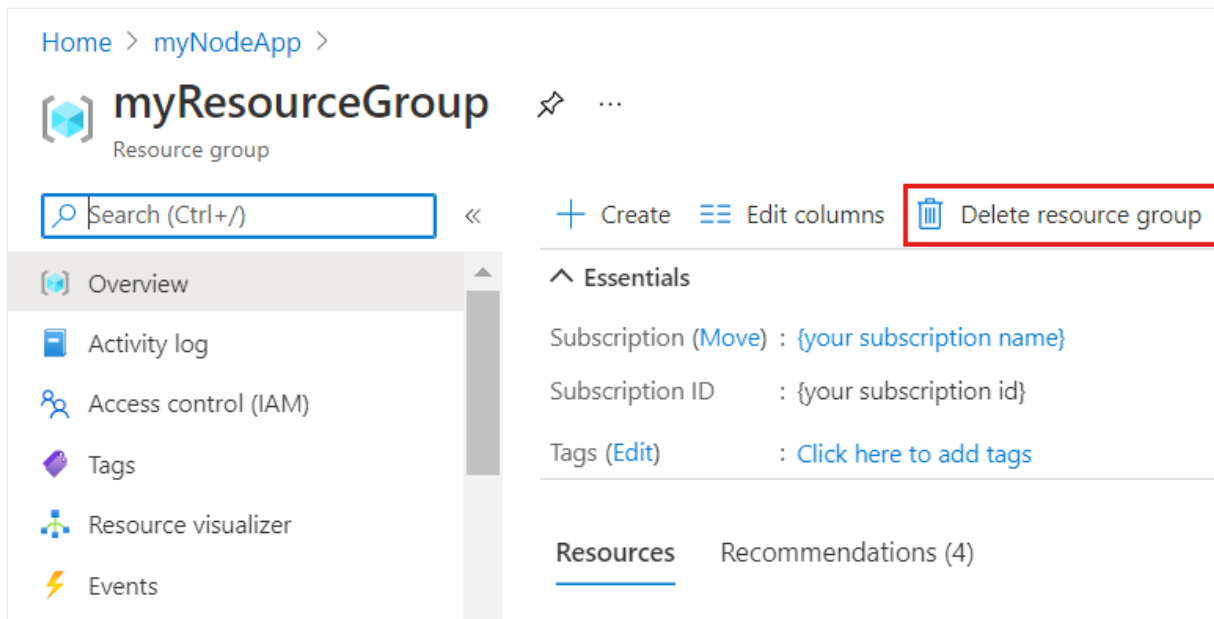 Home > myNodeApp >
myResourceGroup ...
Resource group
Search (Ctrl+/) «
+ Create Edit columns Delete resource group
Overview
Activity log
Access control (IAM)
Tags
Resource visualizer
Events
Essentials
Subscription (Move) : {your subscription name}
Subscription ID : {your subscription id}
Tags (Edit) : Click here to add tags
Resources Recommendations (4)